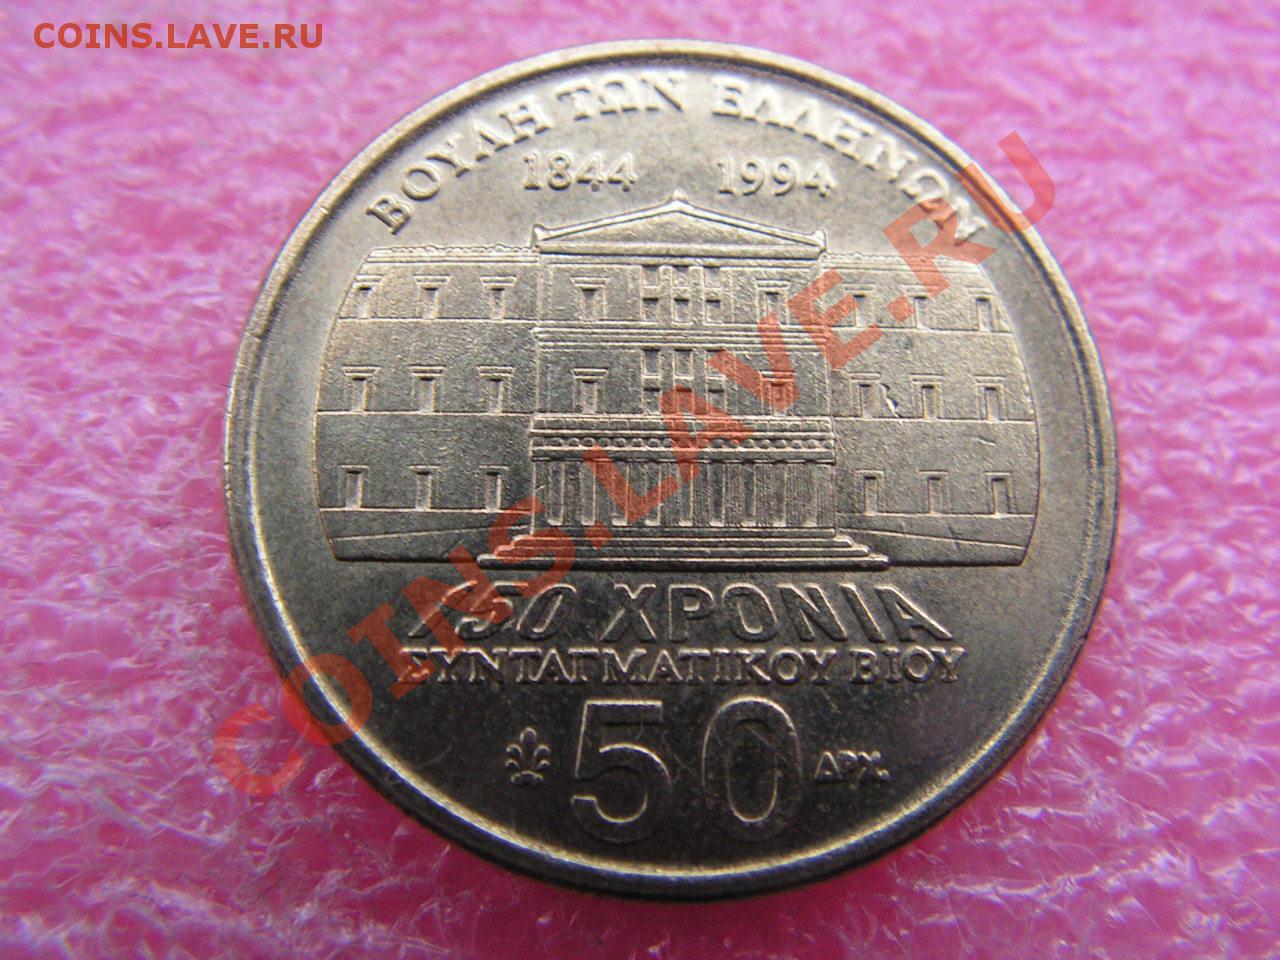 COINS.LAVE.RU
ΒΟΥΛΗ ΤΩΝ ΕΛΛΗΝΩΝ
1844 1994
150 ΧΡΟΝΙΑ
ΣΥΝΤΑΓΜΑΤΙΚΟΥ ΒΙΟΥ
50 ΔΡΧ.
COINS.LAVE.RU